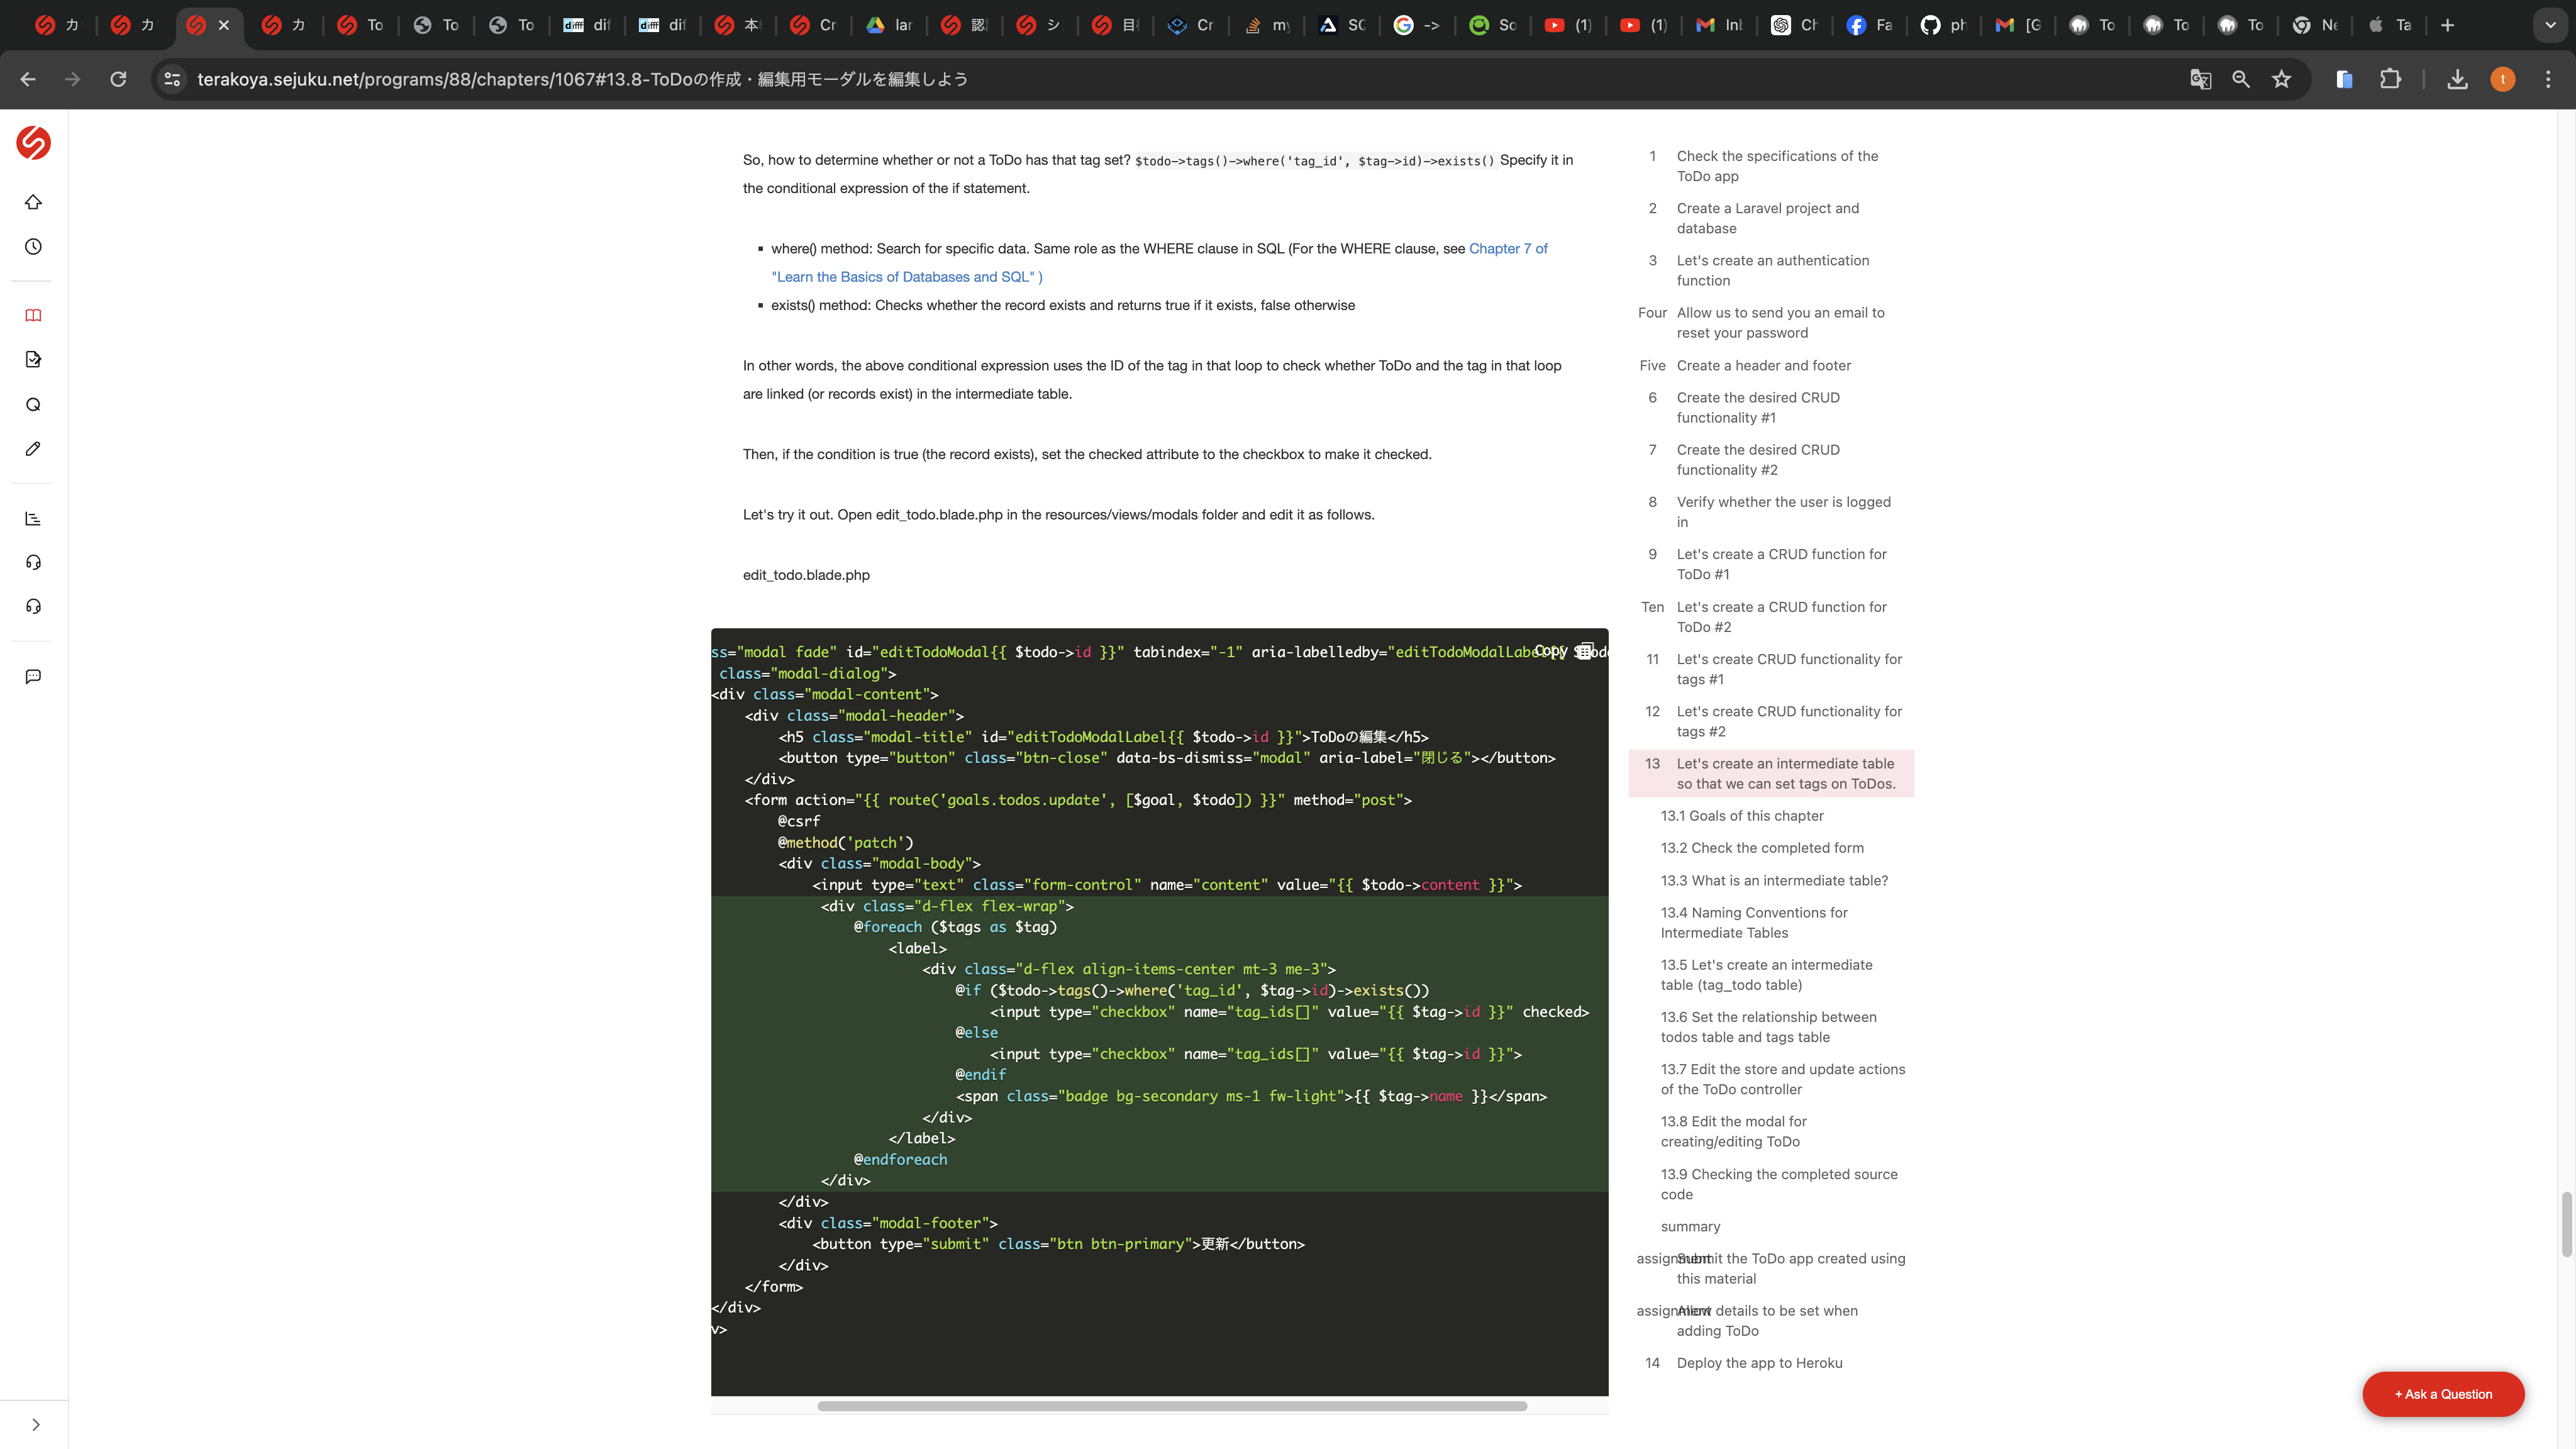 カ
カ
カ
To
To
To
difff
dif
difff
dif
本
Cr
lar
認
シ
目
Cr
my
SC
->
So
(1)
(1)
Int
Ch
Fa
ph
[G
To
To
To
Ne
Ta
terakoya.sejuku.net/programs/88/chapters/1067#13.8-ToDoの作成・編集用モーダルを編集しよう
t
So, how to determine whether or not a ToDo has that tag set? $todo->tags()->where('tag_id', $tag->id)->exists() Specify it in
the conditional expression of the if statement.
▪ where() method: Search for specific data. Same role as the WHERE clause in SQL (For the WHERE clause, see Chapter 7 of
"Learn the Basics of Databases and SQL" )
▪ exists() method: Checks whether the record exists and returns true if it exists, false otherwise
In other words, the above conditional expression uses the ID of the tag in that loop to check whether ToDo and the tag in that loop
are linked (or records exist) in the intermediate table.
Then, if the condition is true (the record exists), set the checked attribute to the checkbox to make it checked.
Let's try it out. Open edit_todo.blade.php in the resources/views/modals folder and edit it as follows.
edit_todo.blade.php
Copy
ss="modal fade" id="editTodoModal{{ $todo->id }}" tabindex="-1" aria-labelledby="editTodoModalLabel{{ $todo
class="modal-dialog">
<div class="modal-content">
<div class="modal-header">
<h5 class="modal-title" id="editTodoModalLabel{{ $todo->id }}">ToDoの編集</h5>
<button type="button" class="btn-close" data-bs-dismiss="modal" aria-label="閉じる"></button>
</div>
<form action="{{ route('goals.todos.update', [$goal, $todo]) }}" method="post">
@csrf
@method('patch')
<div class="modal-body">
<input type="text" class="form-control" name="content" value="{{ $todo->content }}">
<div class="d-flex flex-wrap">
@foreach ($tags as $tag)
<label>
<div class="d-flex align-items-center mt-3 me-3">
@if ($todo->tags()->where('tag_id', $tag->id)->exists())
<input type="checkbox" name="tag_ids[]" value="{{ $tag->id }}" checked>
@else
<input type="checkbox" name="tag_ids[]" value="{{ $tag->id }}">
@endif
<span class="badge bg-secondary ms-1 fw-light">{{ $tag->name }}</span>
</div>
</label>
@endforeach
</div>
</div>
<div class="modal-footer">
<button type="submit" class="btn btn-primary">更新</button>
</div>
</form>
</div>
v>
1 Check the specifications of the
ToDo app
2 Create a Laravel project and
database
3 Let's create an authentication
function
Four Allow us to send you an email to
reset your password
Five Create a header and footer
6 Create the desired CRUD
functionality #1
7 Create the desired CRUD
functionality #2
8 Verify whether the user is logged
in
9 Let's create a CRUD function for
ToDo #1
Ten Let's create a CRUD function for
ToDo #2
11 Let's create CRUD functionality for
tags #1
12 Let's create CRUD functionality for
tags #2
13 Let's create an intermediate table
so that we can set tags on ToDos.
13.1 Goals of this chapter
13.2 Check the completed form
13.3 What is an intermediate table?
13.4 Naming Conventions for
Intermediate Tables
13.5 Let's create an intermediate
table (tag_todo table)
13.6 Set the relationship between
todos table and tags table
13.7 Edit the store and update actions
of the ToDo controller
13.8 Edit the modal for
creating/editing ToDo
13.9 Checking the completed source
code
summary
assignment Submit the ToDo app created using
this material
assignment Allow details to be set when
adding ToDo
14 Deploy the app to Heroku
+ Ask a Question